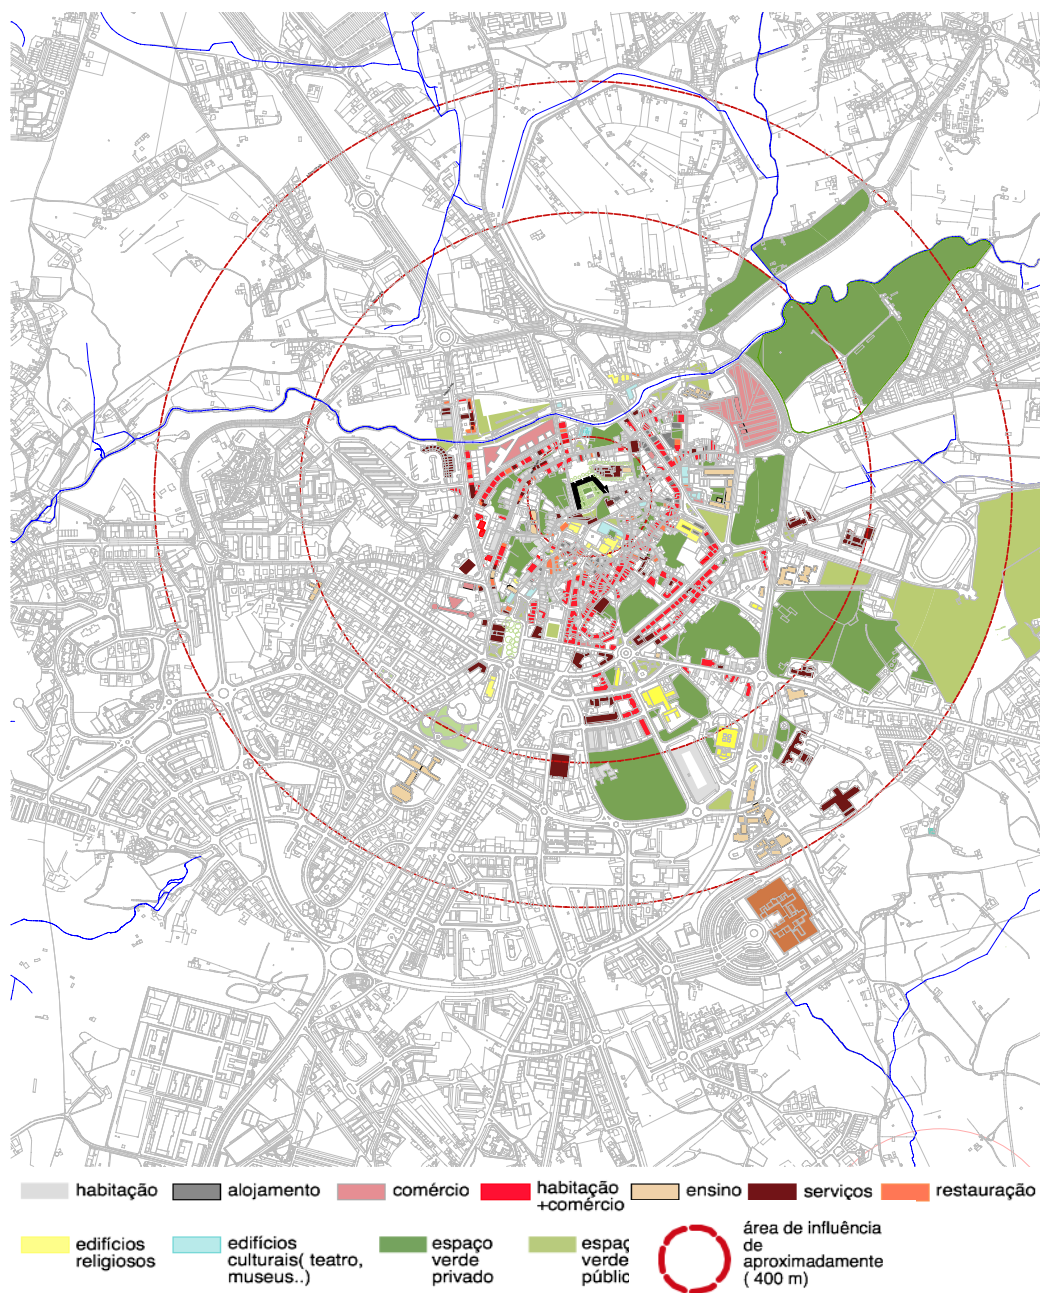 habitação
alojamento
comércio
habitação
+comércio
ensino
serviços
restauração
edifícios
religiosos
edifícios
culturais( teatro,
museus..)
espaço
verde
privado
espaç
verde
públic
área de influência
de
aproximadamente
( 400 m)